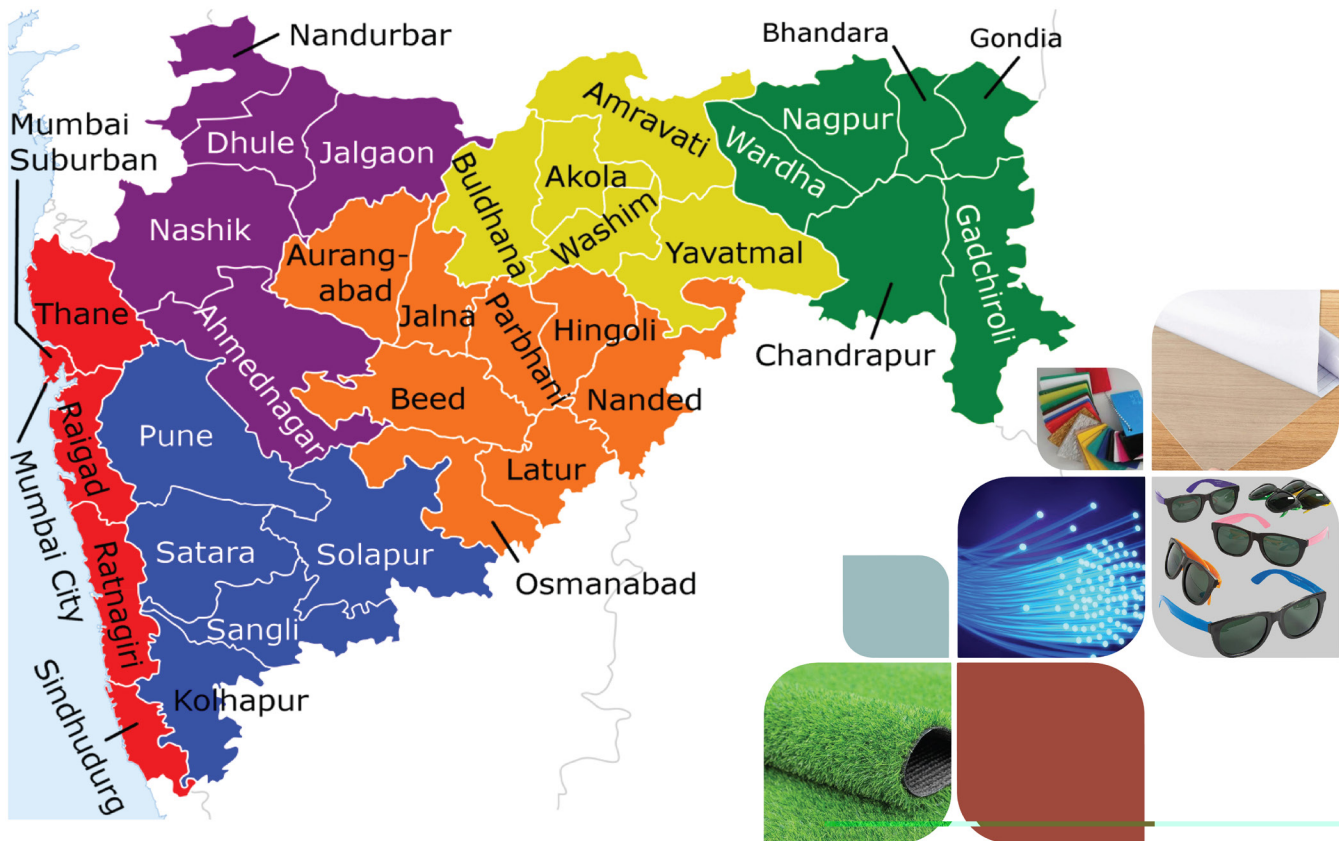 Nandurbar
Bhandara
Gondia
Mumbai
Suburban
Dhule
Jalgaon
Amravati
Nagpur
Wardha
Buldhana
Akola
Washim
Yavatmal
Gadchiroli
Nashik
Aurang-
abad
Jalna
Parbhani
Hingoli
Thane
Ahmednagar
Chandrapur
Beed
Nanded
Raigad
Pune
Latur
Mumbai City
Ratnagiri
Satara
Solapur
Osmanabad
Sangli
Kolhapur
Sindhudurg